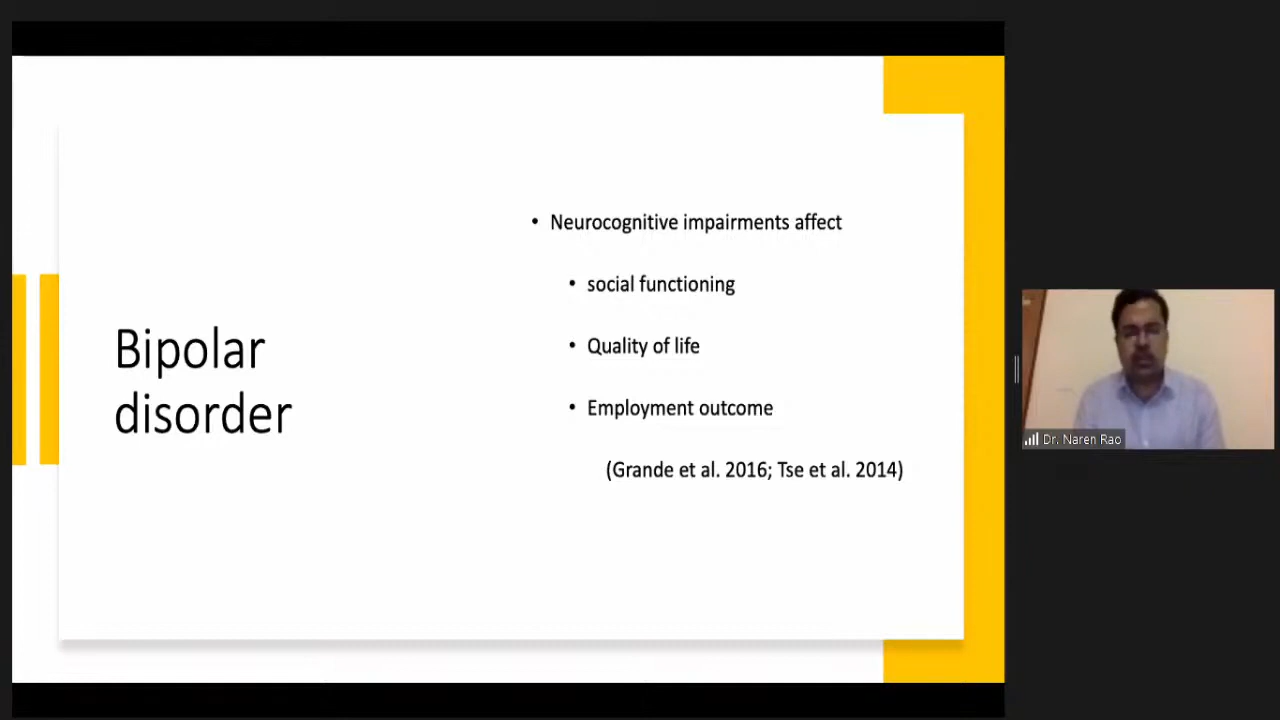 Bipolar
disorder
• Neurocognitive impairments affect
• social functioning
• Quality of life
• Employment outcome
(Grande et al. 2016; Tse et al. 2014)
Dr. Naren Rao